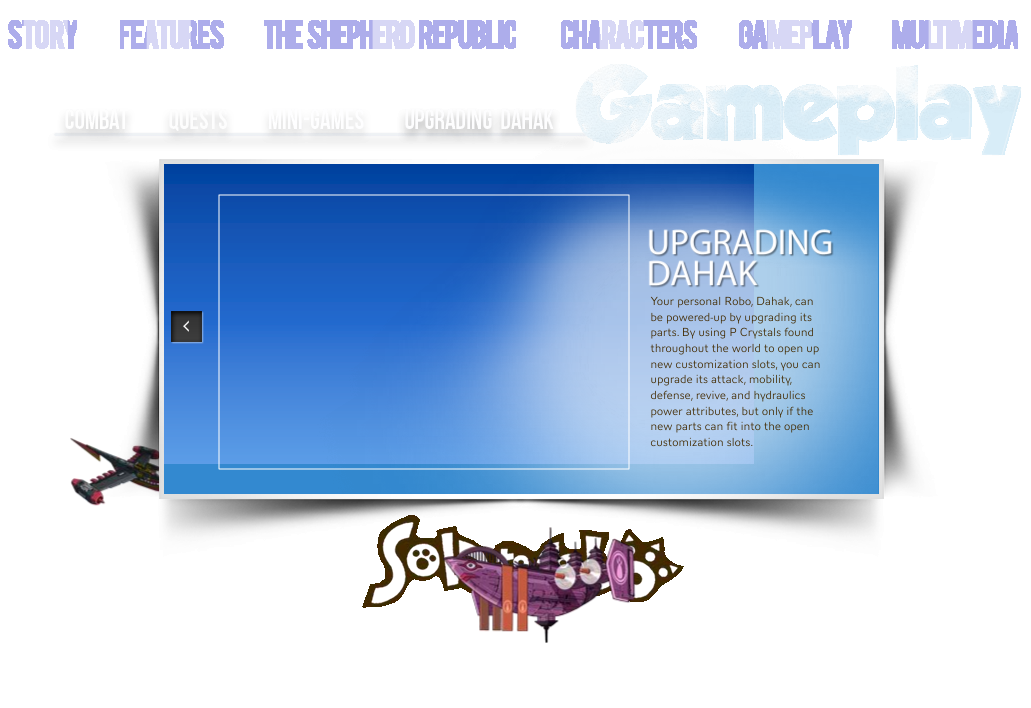 STORY FEATURES THE SHEPHERD REPUBLIC CHARACTERS GAMEPLAY MULTIMEDIA
Gameplay
COMBAT QUESTS MINI-GAMES UPGRADING DAHAK
UPGRADING
DAHAK
Your personal Robo, Dahak, can
be powered-up by upgrading its
parts. By using P Crystals found
throughout the world to open up
new customization slots, you can
upgrade its attack, mobility,
defense, revive, and hydraulics
power attributes, but only if the
new parts can fit into the open
customization slots.